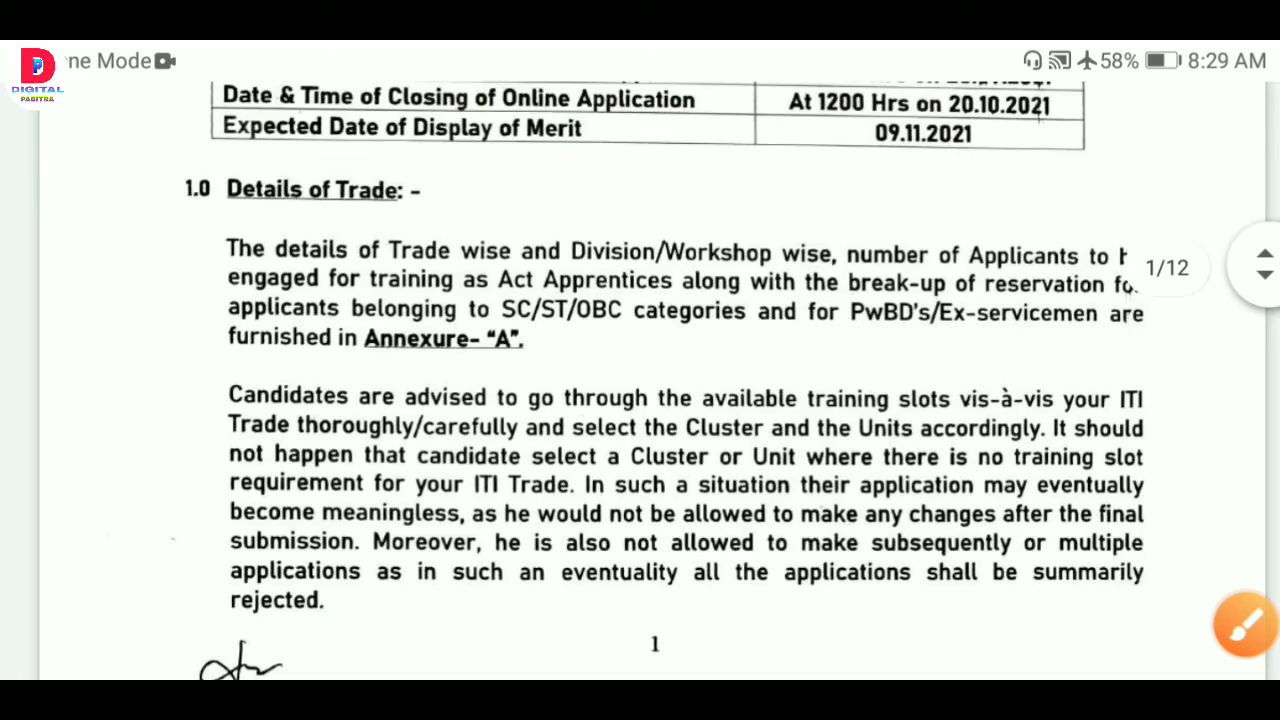 ne Mode
58% 8:29 AM
DIGITAL
PABITRA
Date & Time of Closing of Online Application At 1200 Hrs on 20.10.2021
Expected Date of Display of Merit 09.11.2021
1.0 Details of Trade: -
The details of Trade wise and Division/Workshop wise, number of Applicants to
1/12
engaged for training as Act Apprentices along with the break-up of reservation fo
applicants belonging to SC/ST/OBC categories and for PwBD's/Ex-servicemen are
furnished in Annexure- “A”.
Candidates are advised to go through the available training slots vis-à-vis your ITI
Trade thoroughly/carefully and select the Cluster and the Units accordingly. It should
not happen that candidate select a Cluster or Unit where there is no training slot
requirement for your ITI Trade. In such a situation their application may eventually
become meaningless, as he would not be allowed to make any changes after the final
submission. Moreover, he is also not allowed to make subsequently or multiple
applications as in such an eventuality all the applications shall be summarily
rejected.
1